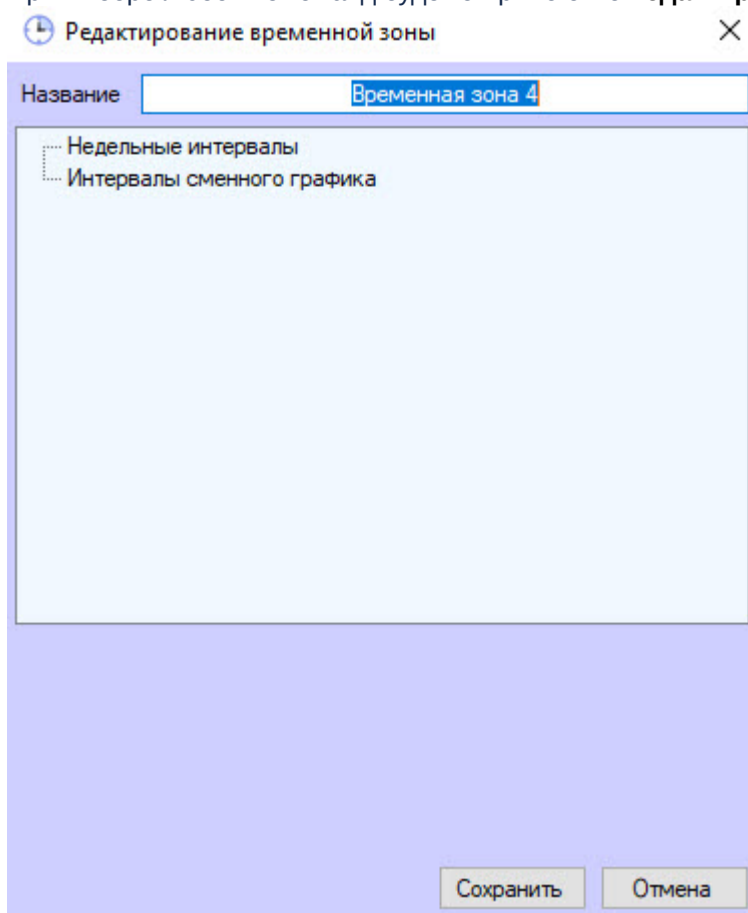 Редактирование временной зоны
Название Временная зона 4
Недельные интервалы
Интервалы сменного графика
Сохранить Отмена